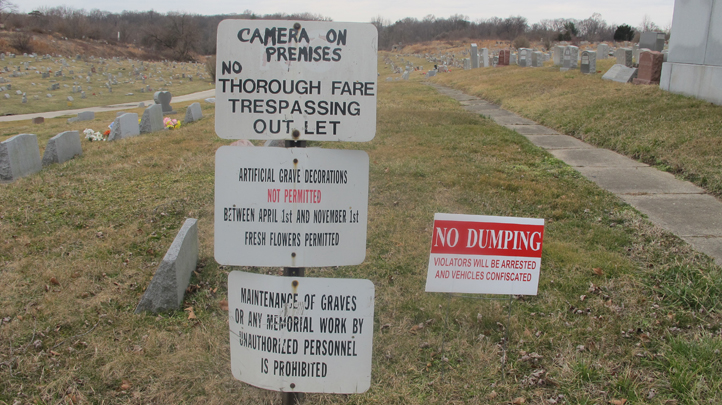 CAMERA ON
PREMISES
NO
THOROUGH FARE
TRESPASSING
OUT LET
ARTIFICIAL GRAVE DECORATIONS
NOT PERMITTED
BETWEEN APRIL 1st AND NOVEMBER 1st
FRESH FLOWERS PERMITTED
MAINTENANCE OF GRAVES
OR ANY MEMORIAL WORK BY
UNAUTHORIZED PERSONNEL
IS PROHIBITED
NO DUMPING
VIOLATORS WILL BE ARRESTED
AND VEHICLES CONFISCATED